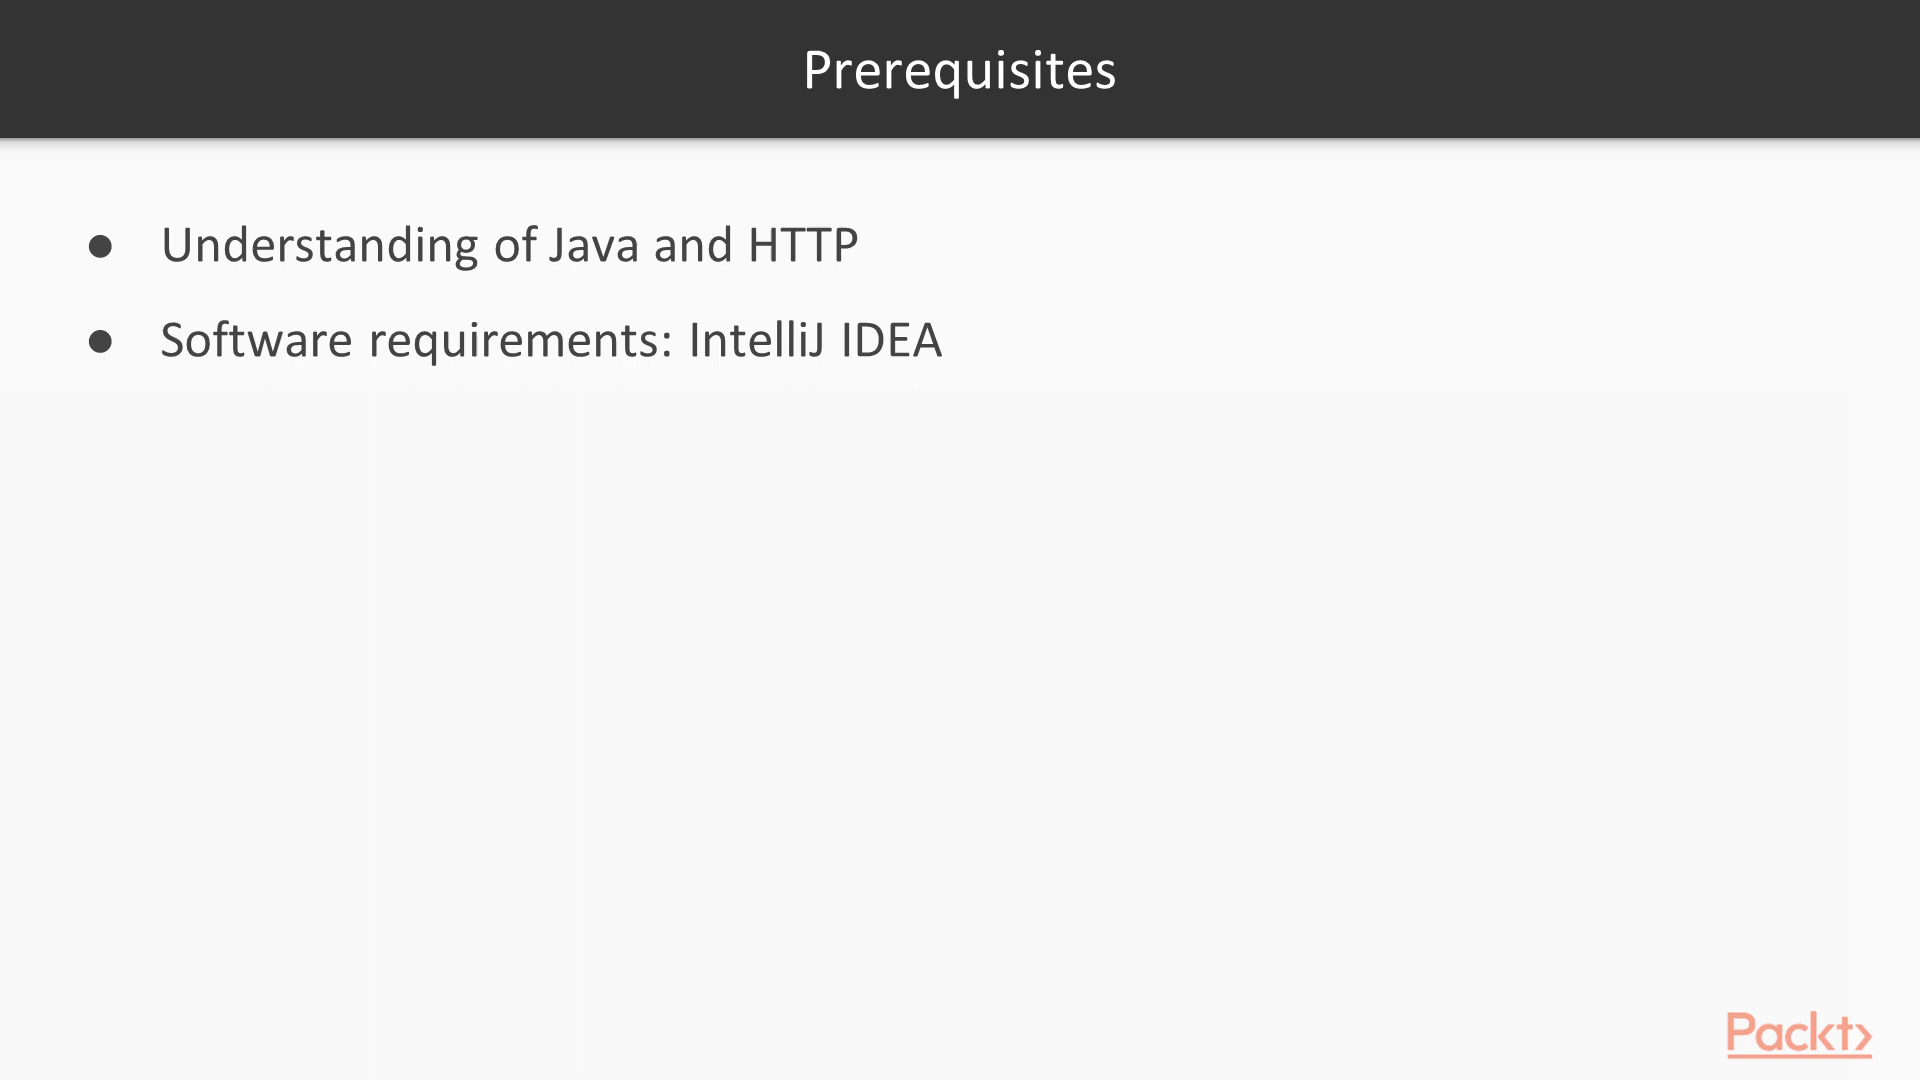 Prerequisites
● Understanding of Java and HTTP
● Software requirements: IntelliJ IDEA
Packt>